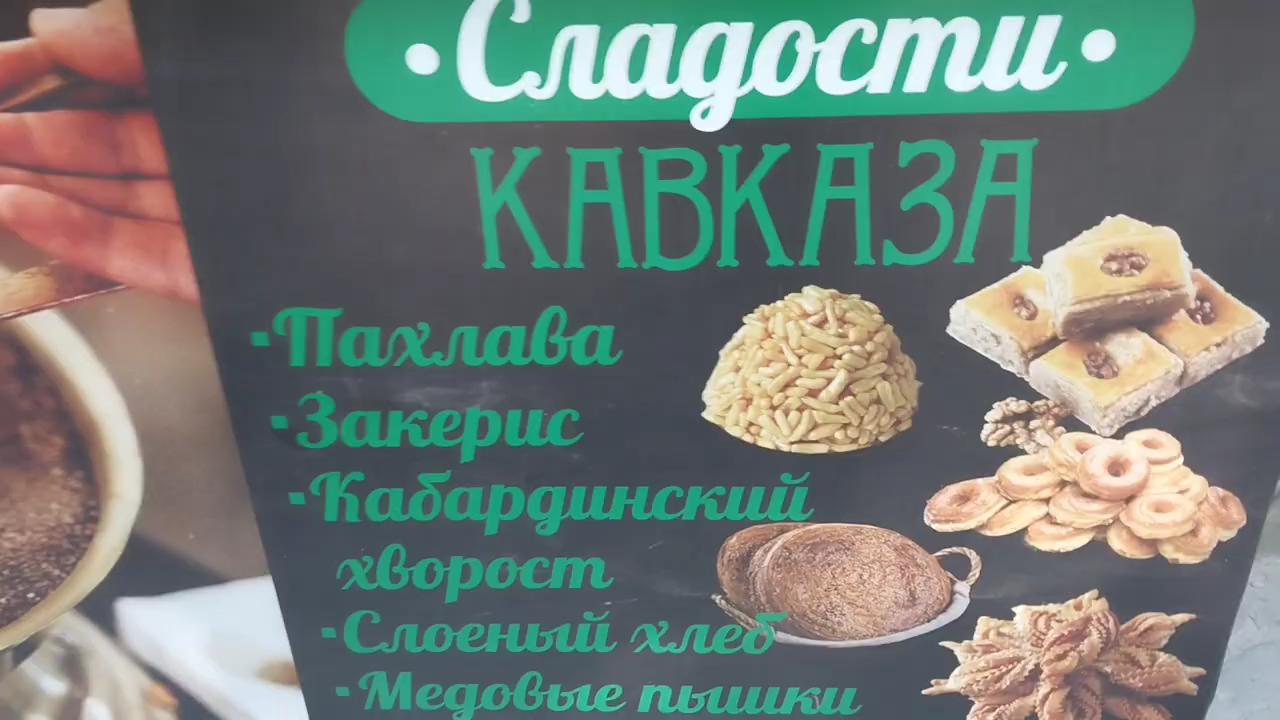 • Сладости •
КАВКАЗА
▪Пахлава
▪Закерис
▪Кабардинский
хворост
▪Слоеный хлеб
▪Медовые пышки